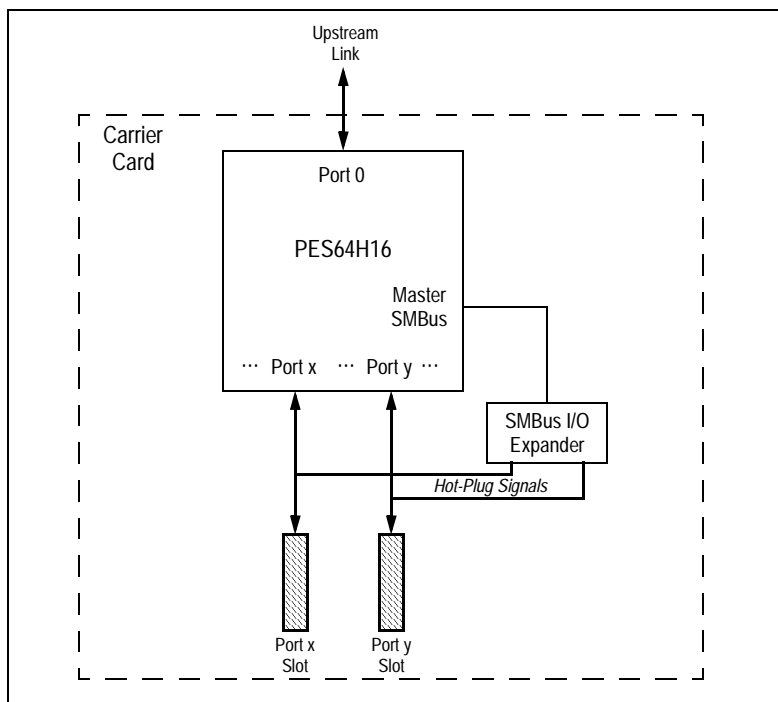 Upstream
Link
Carrier
Card
Port 0
PES64H16
Master
SMBus
... Port x ... Port y ...
SMBus I/O
Expander
Hot-Plug Signals
Port x
Slot
Port y
Slot